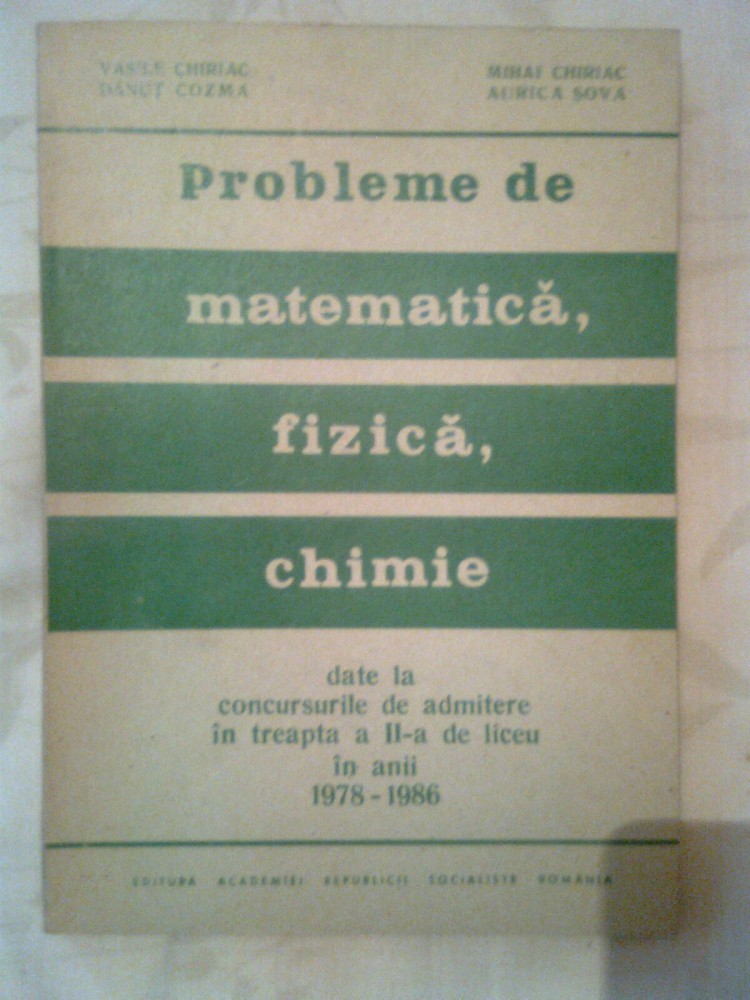 VASILE CHIRIAC
DĂNUȚ COZMA
MIHAI CHIRIAC
AURICA ȘOVA
Probleme de
matematică,
fizică,
chimie
date la
concursurile de admitere
în treapta a II-a de liceu
în anii
1978-1986
EDITURA ACADEMIEI REPUBLICII SOCIALISTE ROMÂNIA